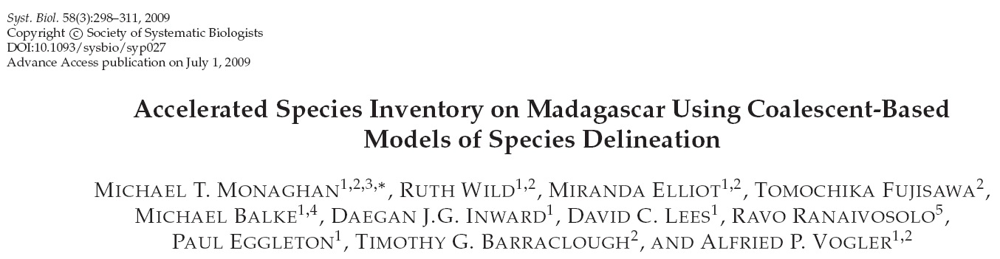 Syst. Biol. 58(3):298–311, 2009
Copyright © Society of Systematic Biologists
DOI:10.1093/sysbio/syp027
Advance Access publication on July 1, 2009
Accelerated Species Inventory on Madagascar Using Coalescent-Based
Models of Species Delineation
MICHAEL T. MONAGHAN1,2,3,∗, RUTH WILD1,2, MIRANDA ELLIOT1,2, TOMOCHIKA FUJISAWA2,
MICHAEL BALKE1,4, DAEGAN J.G. INWARD1, DAVID C. LEES1, RAVO RANAIVOSOLO5,
PAUL EGGLETON1, TIMOTHY G. BARRACLOUGH2, AND ALFRIED P. VOGLER1,2